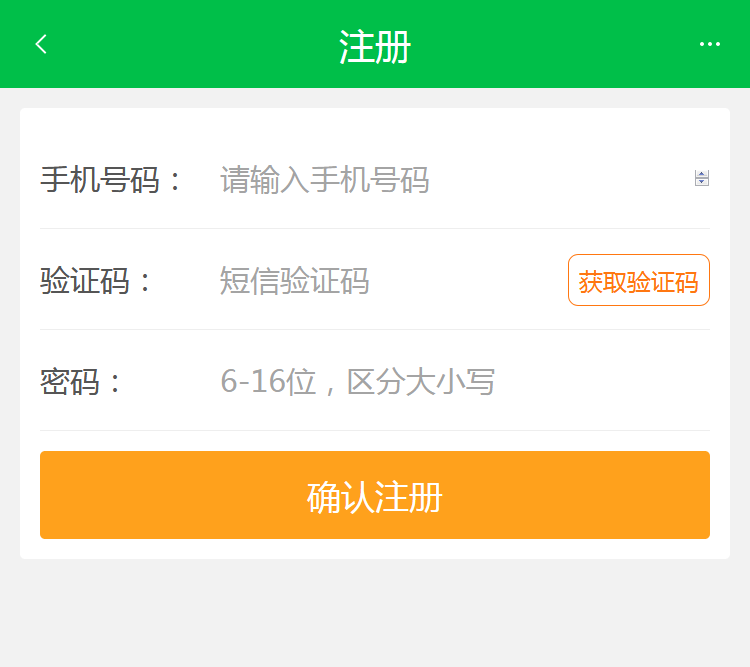 注册
手机号码： 请输入手机号码
验证码： 短信验证码 获取验证码
密码： 6-16位，区分大小写
确认注册